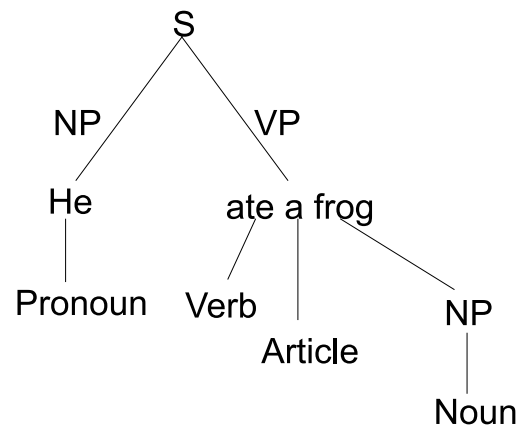 S
NP VP
He ate a frog
Pronoun Verb NP
Article
Noun